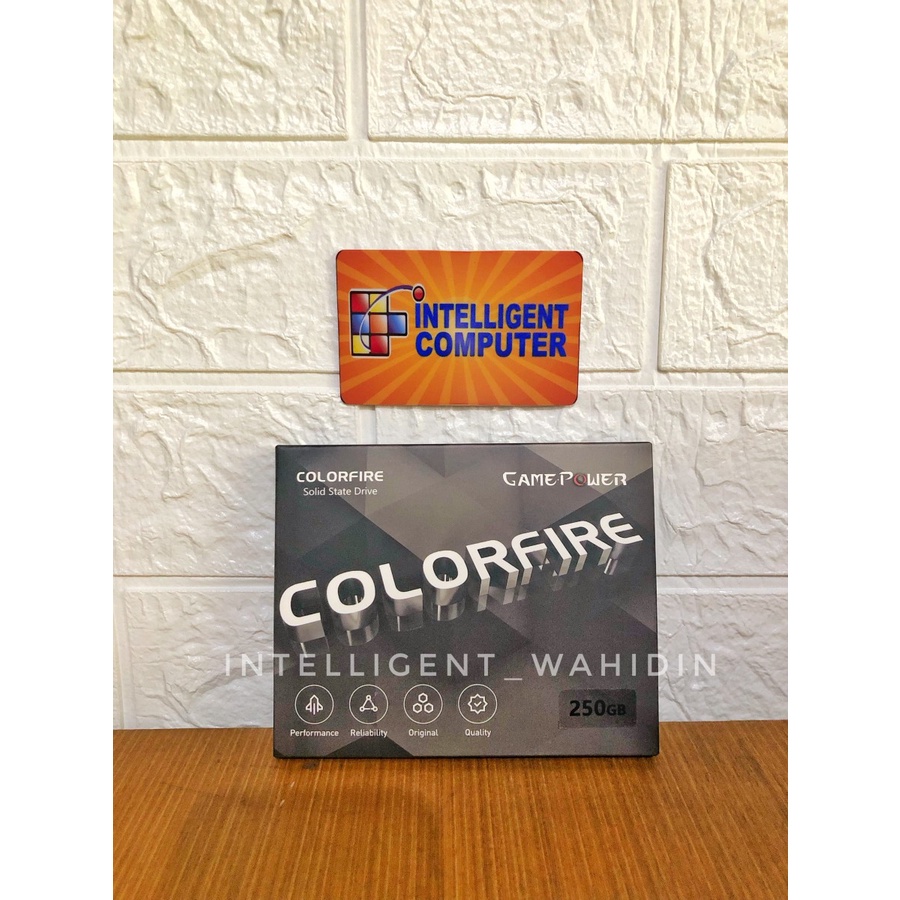 INTELLIGENT
COMPUTER
COLORFIRE
Solid State Drive
GAMEPOWER
COLORFIRE
INTELLIGENT_WAHIDIN
Performance Reliability Original Quality
250GB